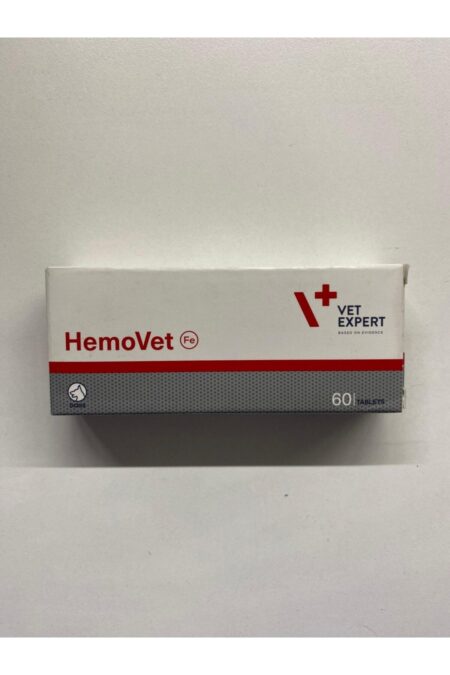 VET
EXPERT
BASED ON EVIDENCE
HemoVet Fe
DOGS
60 TABLETS